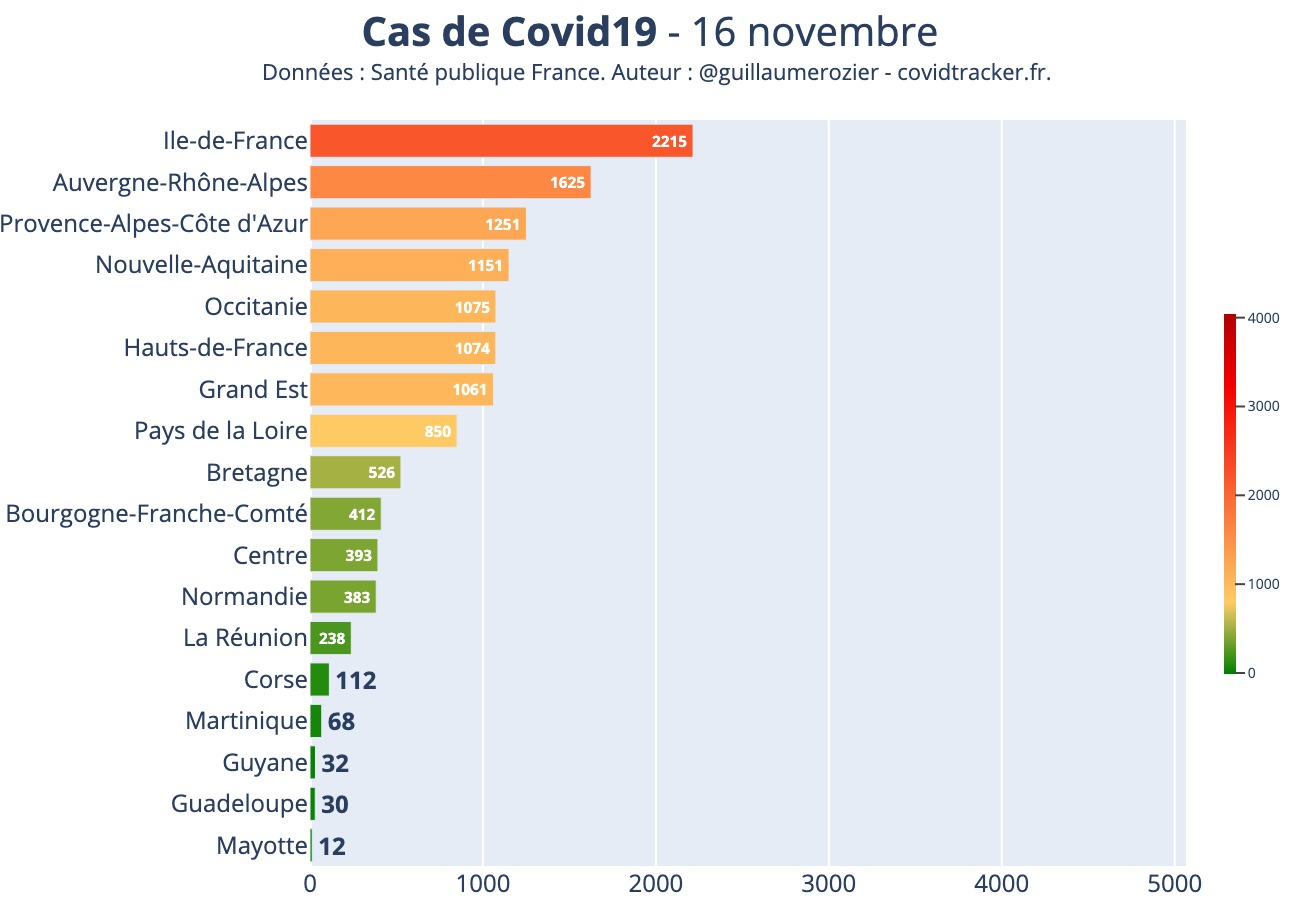 Cas de Covid19 - 16 novembre
Données : Santé publique France. Auteur : @guillaumerozier - covidtracker.fr.
Ile-de-France 2215
Auvergne-Rhône-Alpes 1625
Provence-Alpes-Côte d'Azur 1251
Nouvelle-Aquitaine 1151
Occitanie 1075
Hauts-de-France 1074
Grand Est 1061
Pays de la Loire 850
Bretagne 526
Bourgogne-Franche-Comté 412
Centre 393
Normandie 383
La Réunion 238
Corse 112
Martinique 68
Guyane 32
Guadeloupe 30
Mayotte 12
0 1000 2000 3000 4000 5000
4000
3000
2000
1000
0